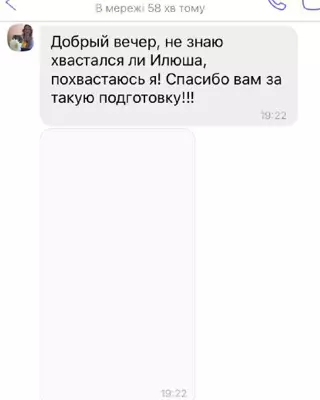 В мережі 58 хв тому
Добрый вечер, не знаю
хвастался ли Илюша,
похвастаюсь я! Спасибо вам за
такую подготовку!!!
19:22
19:22